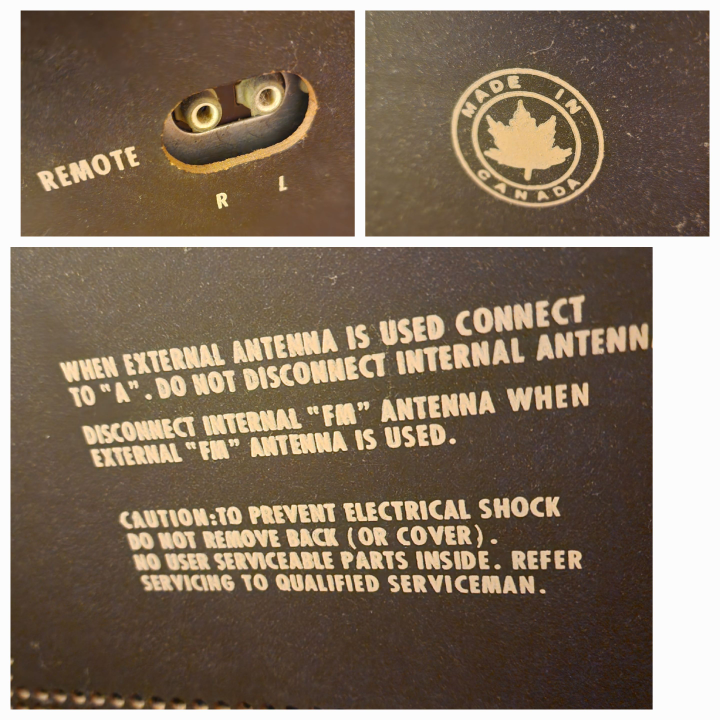 REMOTE
R L
MADE IN
CANADA
WHEN EXTERNAL ANTENNA IS USED CONNECT
TO "A". DO NOT DISCONNECT INTERNAL ANTENN
DISCONNECT INTERNAL "FM" ANTENNA WHEN
EXTERNAL "FM" ANTENNA IS USED.
CAUTION:TO PREVENT ELECTRICAL SHOCK
DO NOT REMOVE BACK (OR COVER).
NO USER SERVICEABLE PARTS INSIDE. REFER
SERVICING TO QUALIFIED SERVICEMAN.